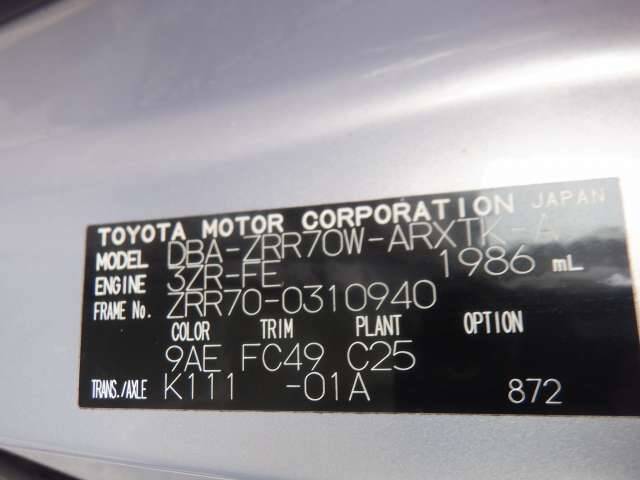 TOYOTA MOTOR CORPORATION JAPAN
MODEL DBA-ZRR70W-ARXTK-A
ENGINE 3ZR-FE 1986 mL
FRAME No. ZRR70-0310940
COLOR TRIM PLANT OPTION
9AE FC49 C25
TRANS./AXLE K111 -01A 872